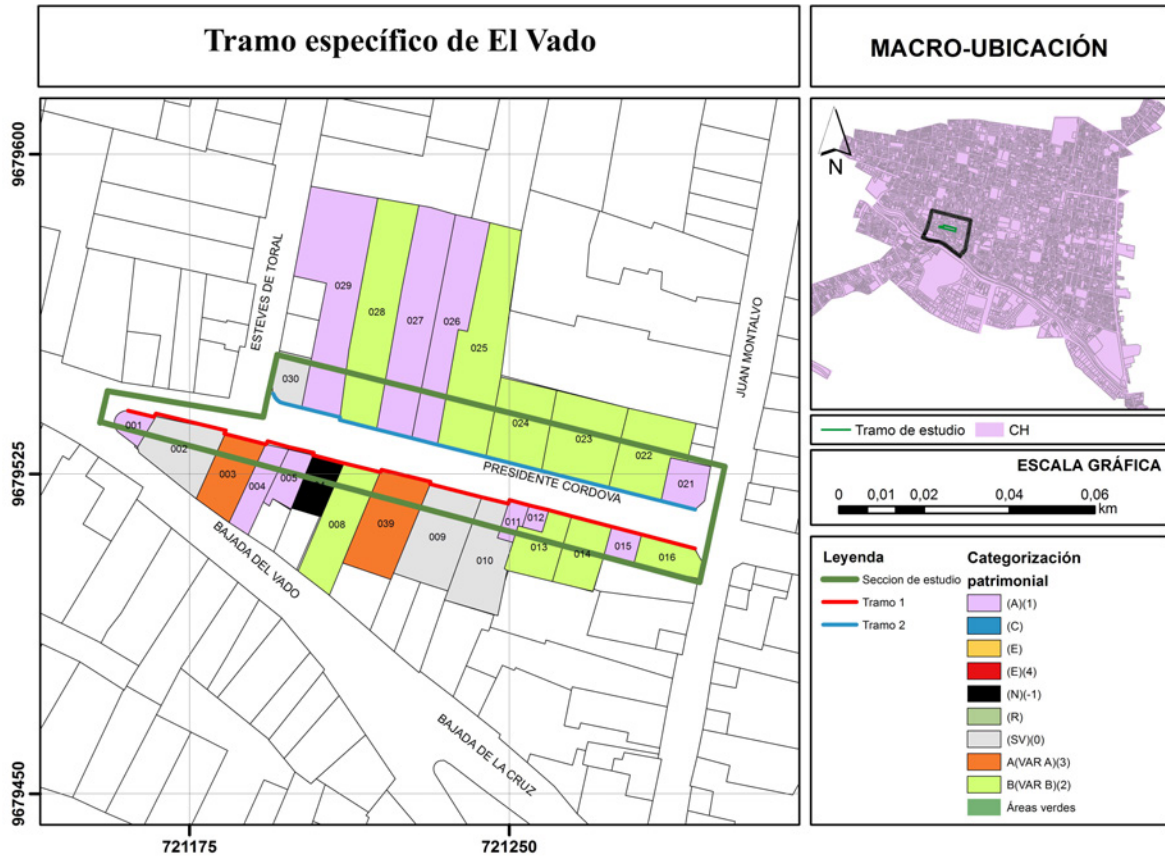 Tramo específico de El Vado
MACRO-UBICACIÓN
9679600
9679525
9679450
721175
721250
ESTEVES DE TORAL
JUAN MONTALVO
PRESIDENTE CORDOVA
BAJADA DEL VADO
BAJADA DE LA CRUZ
029
028
027
026
025
030
024
023
022
021
001
002
003
004
005
008
039
009
010
011
012
013
014
015
016
N
Tramo de estudio
CH
ESCALA GRÁFICA
0 0,01 0,02 0,04 0,06
km
Leyenda
Seccion de estudio
Tramo 1
Tramo 2
Categorización
patrimonial
(A)(1)
(C)
(E)
(E)(4)
(N)(-1)
(R)
(SV)(0)
A(VAR A)(3)
B(VAR B)(2)
Áreas verdes